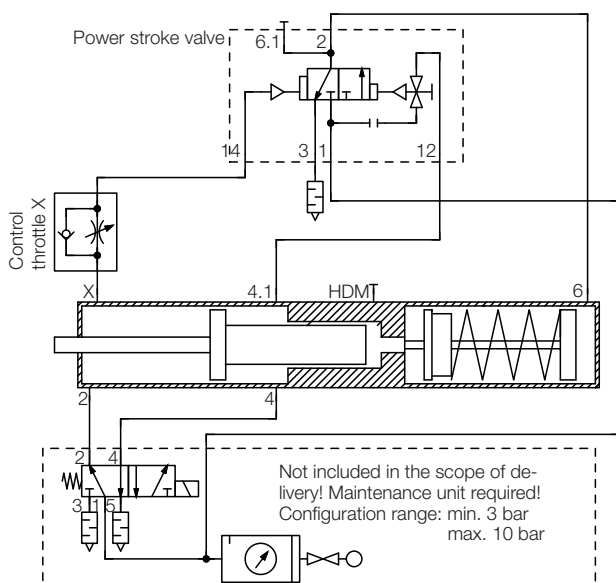 Power stroke valve
6.1
2
14
3
1
12
Control
throttle X
X
4.1
HDM
6
2
4
2
4
3
1
5
Not included in the scope of de-
livery! Maintenance unit required!
Configuration range: min. 3 bar
max. 10 bar